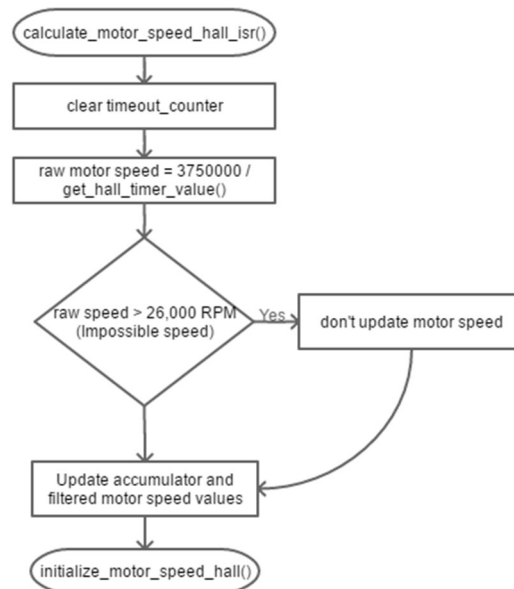 calculate_motor_speed_hall_isr()
clear timeout_counter
raw motor speed = 3750000 /
get_hall_timer_value()
raw speed > 26,000 RPM
(Impossible speed)
Yes
don't update motor speed
Update accumulator and
filtered motor speed values
initialize_motor_speed_hall()